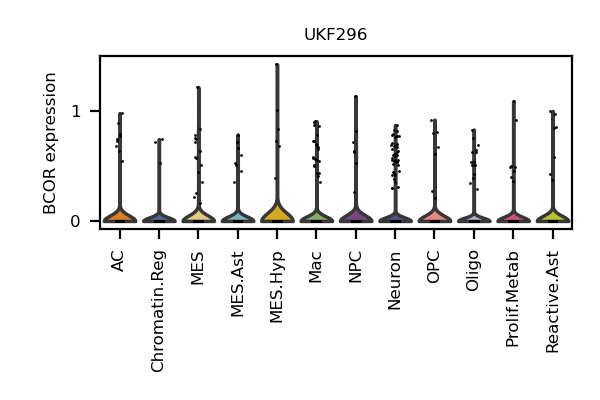 UKF296
BCOR expression
1
0
AC
Chromatin.Reg
MES
MES.Ast
MES.Hyp
Mac
NPC
Neuron
OPC
Oligo
Prolif.Metab
Reactive.Ast